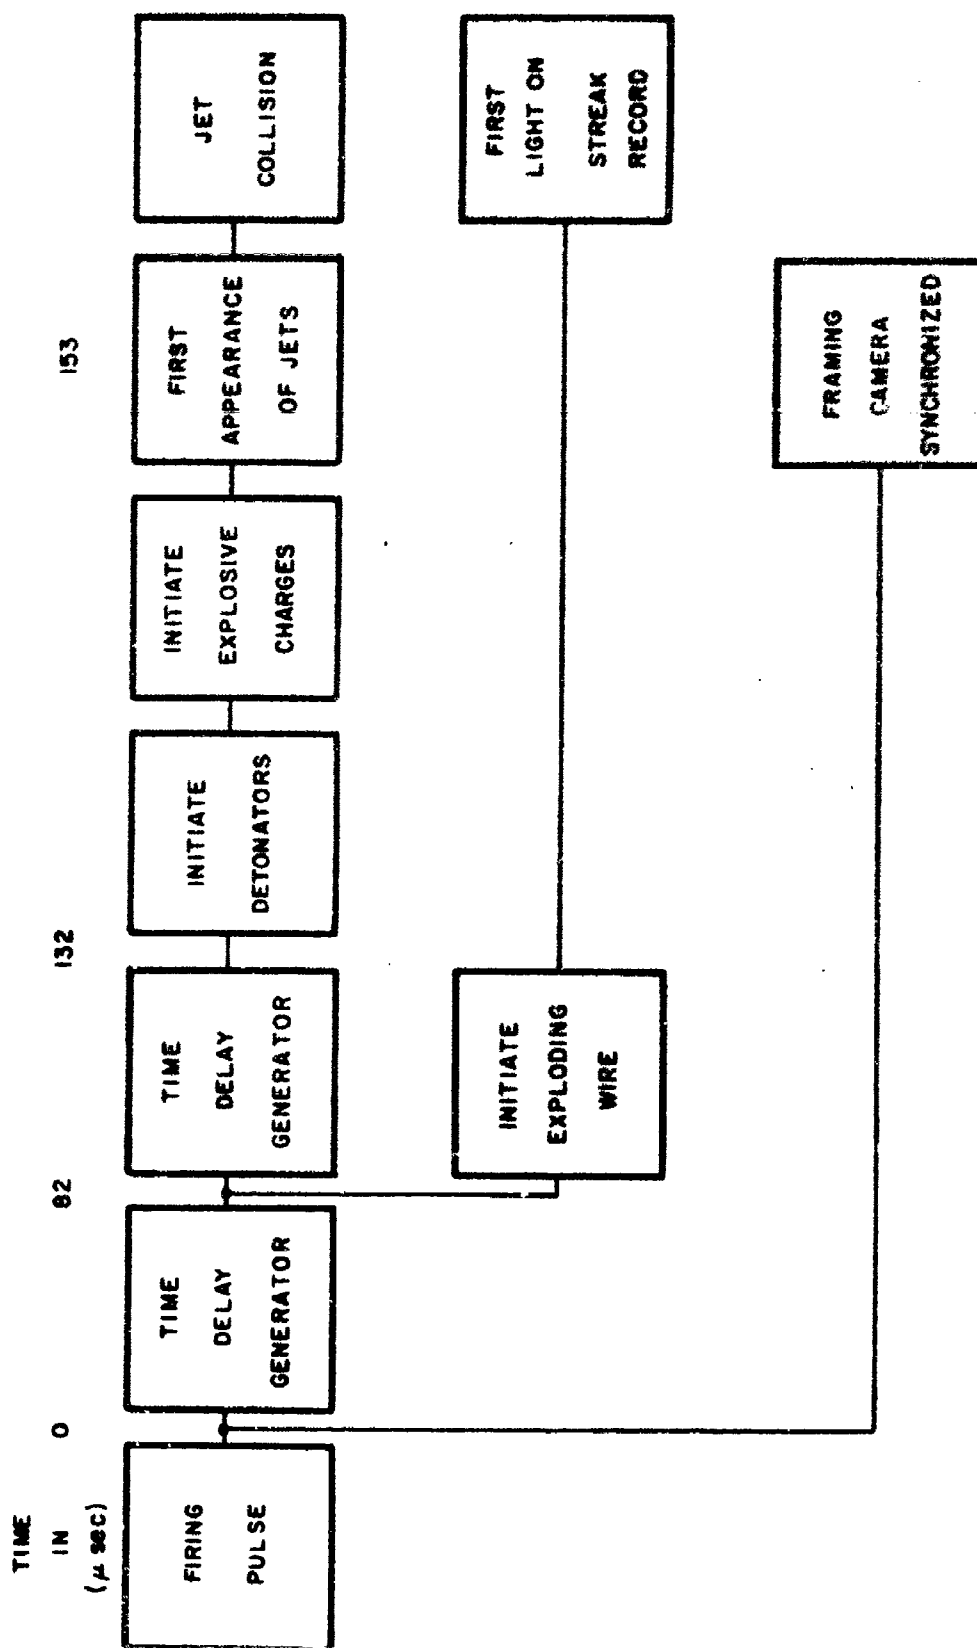 TIME
IN
(μ sec)
0
82
132
153
FIRING
PULSE
TIME
DELAY
GENERATOR
TIME
DELAY
GENERATOR
INITIATE
DETONATORS
INITIATE
EXPLOSIVE
CHARGES
FIRST
APPEARANCE
OF JETS
JET
COLLISION
INITIATE
EXPLODING
WIRE
FIRST
LIGHT ON
STREAK
RECORD
FRAMING
CAMERA
SYNCHRONIZED